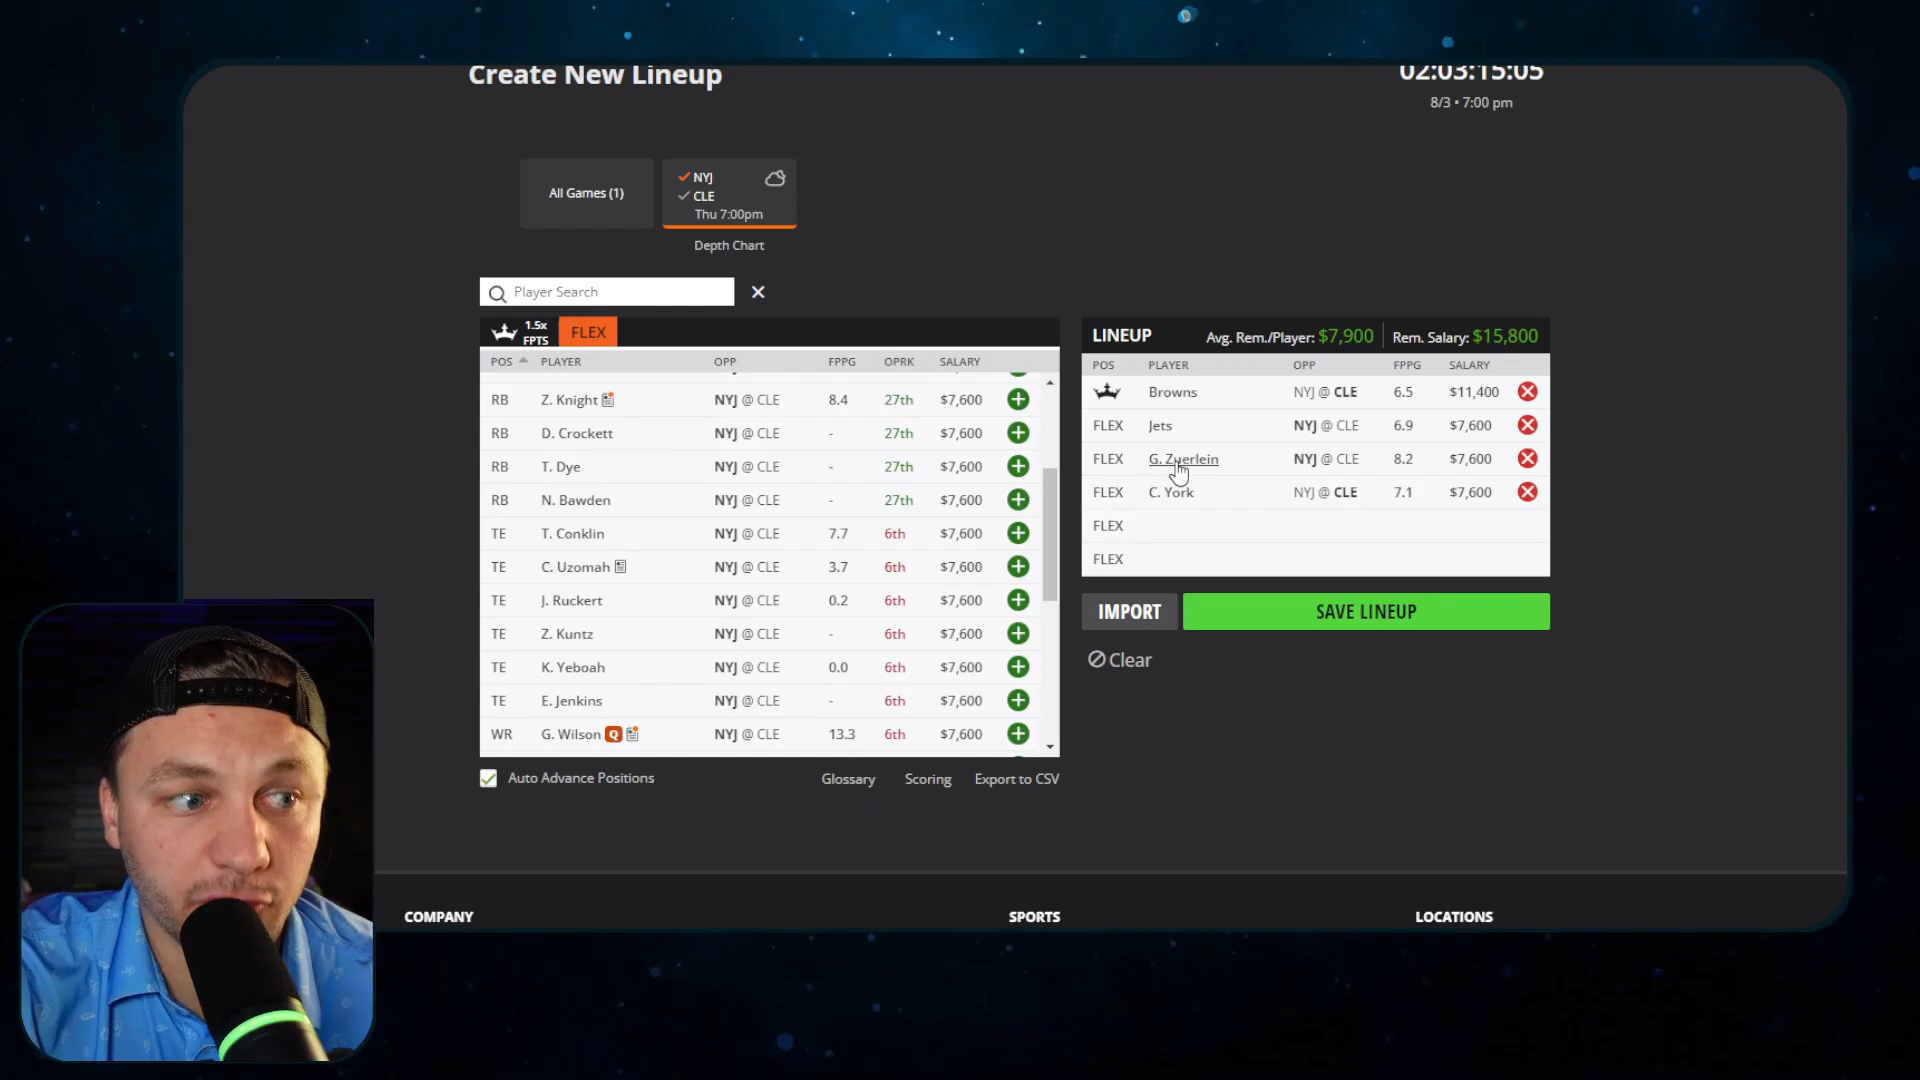 Create New Lineup
02:03:15:05
8/3 • 7:00 pm
All Games (1)
NYJ
CLE
Thu 7:00pm
Depth Chart
Player Search
1.5x FPTS FLEX
POS PLAYER OPP FPPG OPRK SALARY
RB Z. Knight NYJ @ CLE 8.4 27th $7,600
RB D. Crockett NYJ @ CLE - 27th $7,600
RB T. Dye NYJ @ CLE - 27th $7,600
RB N. Bawden NYJ @ CLE - 27th $7,600
TE T. Conklin NYJ @ CLE 7.7 6th $7,600
TE C. Uzomah NYJ @ CLE 3.7 6th $7,600
TE J. Ruckert NYJ @ CLE 0.2 6th $7,600
TE Z. Kuntz NYJ @ CLE - 6th $7,600
TE K. Yeboah NYJ @ CLE 0.0 6th $7,600
TE E. Jenkins NYJ @ CLE - 6th $7,600
WR G. Wilson Q NYJ @ CLE 13.3 6th $7,600
Auto Advance Positions Glossary Scoring Export to CSV
LINEUP Avg. Rem./Player: $7,900 Rem. Salary: $15,800
POS PLAYER OPP FPPG SALARY
Browns NYJ @ CLE 6.5 $11,400
FLEX Jets NYJ @ CLE 6.9 $7,600
FLEX G. Zuerlein NYJ @ CLE 8.2 $7,600
FLEX C. York NYJ @ CLE 7.1 $7,600
FLEX
FLEX
IMPORT SAVE LINEUP
Clear
COMPANY SPORTS LOCATIONS